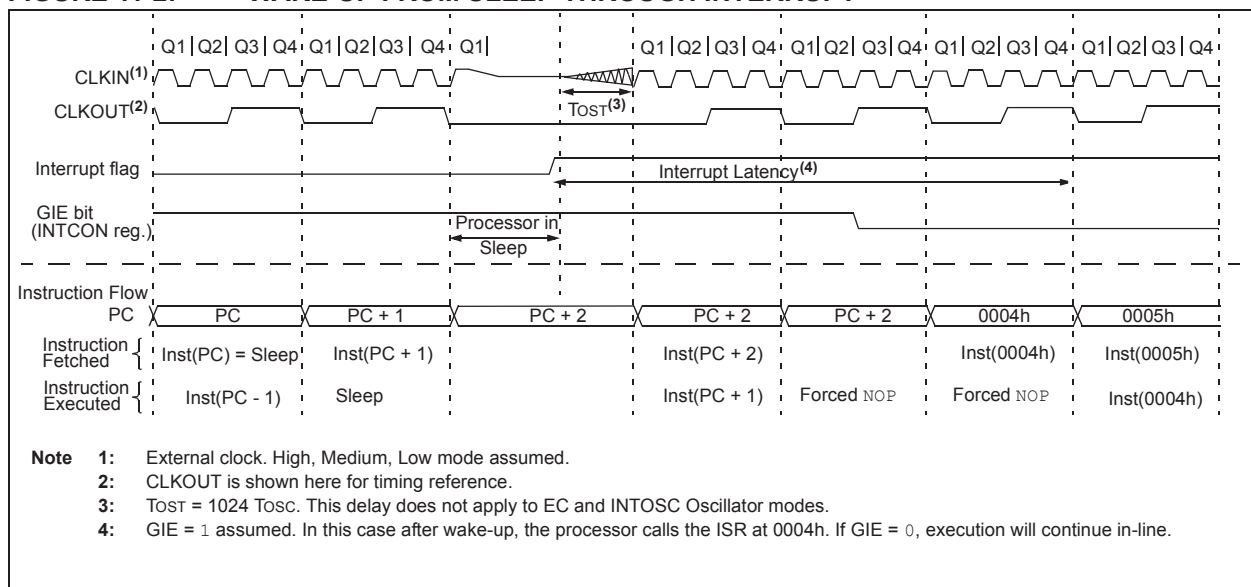 Q1 | Q2 | Q3 | Q4 Q1 | Q2 | Q3 | Q4 Q1 | Q1 | Q2 | Q3 | Q4 Q1 | Q2 | Q3 | Q4 Q1 | Q2 | Q3 | Q4 Q1 | Q2 | Q3 | Q4
CLKIN(1)
CLKOUT(2)
TOST(3)
Interrupt flag
Interrupt Latency(4)
GIE bit
(INTCON reg.)
Processor in
Sleep
Instruction Flow
PC PC PC + 1 PC + 2 PC + 2 PC + 2 0004h 0005h
Instruction
Fetched { Inst(PC) = Sleep Inst(PC + 1) Inst(PC + 2) Inst(0004h) Inst(0005h)
Instruction
Executed { Inst(PC - 1) Sleep Inst(PC + 1) Forced NOP Forced NOP Inst(0004h)
Note 1: External clock. High, Medium, Low mode assumed.
2: CLKOUT is shown here for timing reference.
3: TOST = 1024 TOSC. This delay does not apply to EC and INTOSC Oscillator modes.
4: GIE = 1 assumed. In this case after wake-up, the processor calls the ISR at 0004h. If GIE = 0, execution will continue in-line.